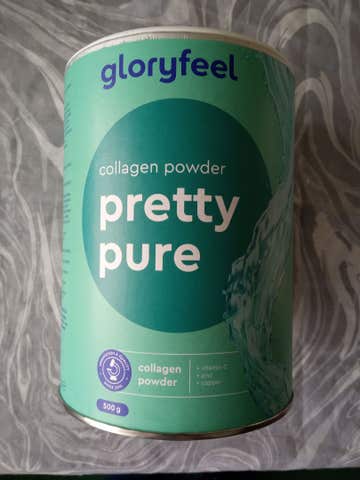 gloryfeel
collagen powder
pretty
pure
collagen
powder
+ vitamin C
+ zinc
+ copper
500 g